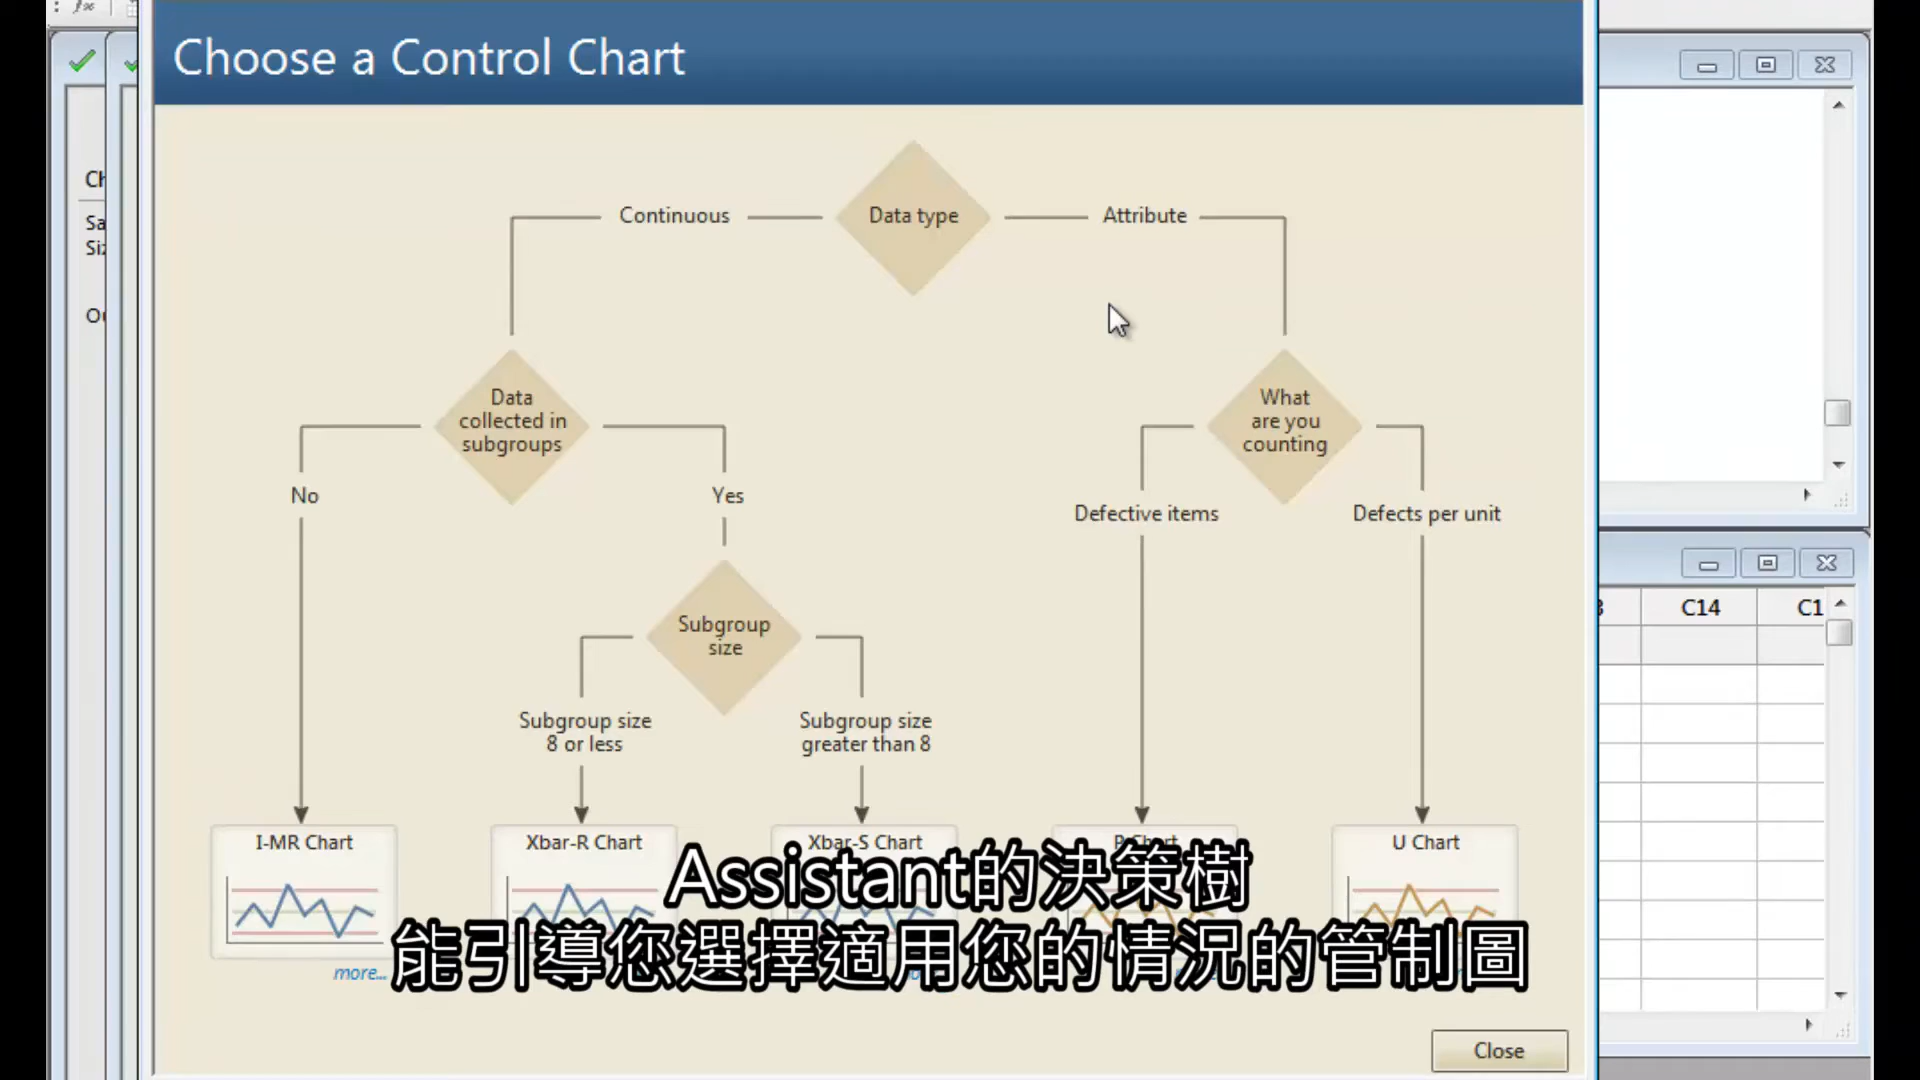 Choose a Control Chart
Continuous
Data type
Attribute
Data
collected in
subgroups
What
are you
counting
No
Yes
Defective items
Defects per unit
Subgroup
size
Subgroup size
8 or less
Subgroup size
greater than 8
I-MR Chart
Xbar-R Chart
Xbar-S Chart
P Chart
U Chart
more...
Assistant的決策樹
能引導您選擇適用您的情況的管制圖
Close
C14